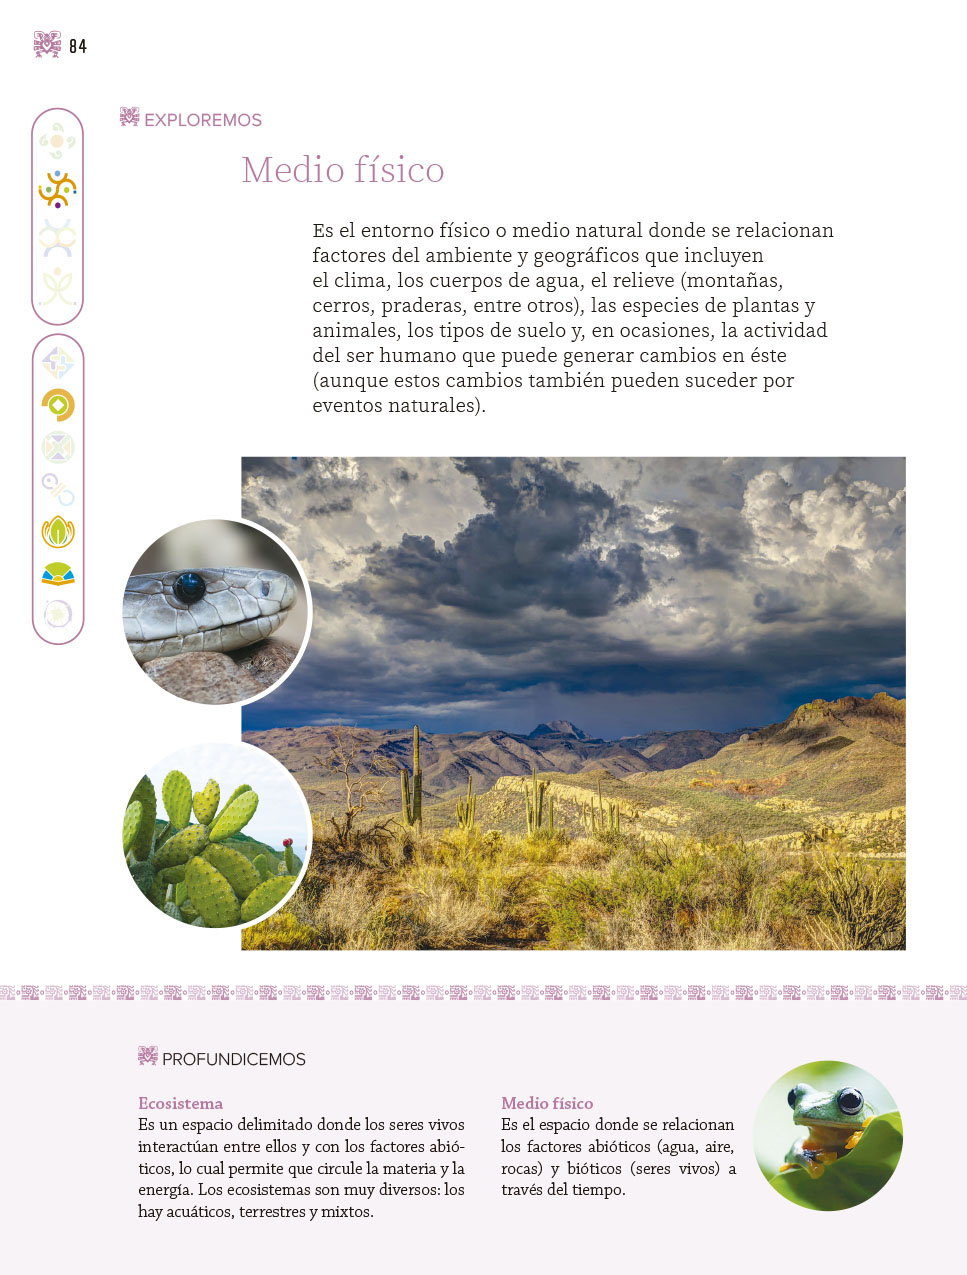 84
EXPLOREMOS
Medio físico
Es el entorno físico o medio natural donde se relacionan
factores del ambiente y geográficos que incluyen
el clima, los cuerpos de agua, el relieve (montañas,
cerros, praderas, entre otros), las especies de plantas y
animales, los tipos de suelo y, en ocasiones, la actividad
del ser humano que puede generar cambios en éste
(aunque estos cambios también pueden suceder por
eventos naturales).
PROFUNDICEMOS
Ecosistema
Es un espacio delimitado donde los seres vivos
interactúan entre ellos y con los factores abió-
ticos, lo cual permite que circule la materia y la
energía. Los ecosistemas son muy diversos: los
hay acuáticos, terrestres y mixtos.
Medio físico
Es el espacio donde se relacionan
los factores abióticos (agua, aire,
rocas) y bióticos (seres vivos) a
través del tiempo.